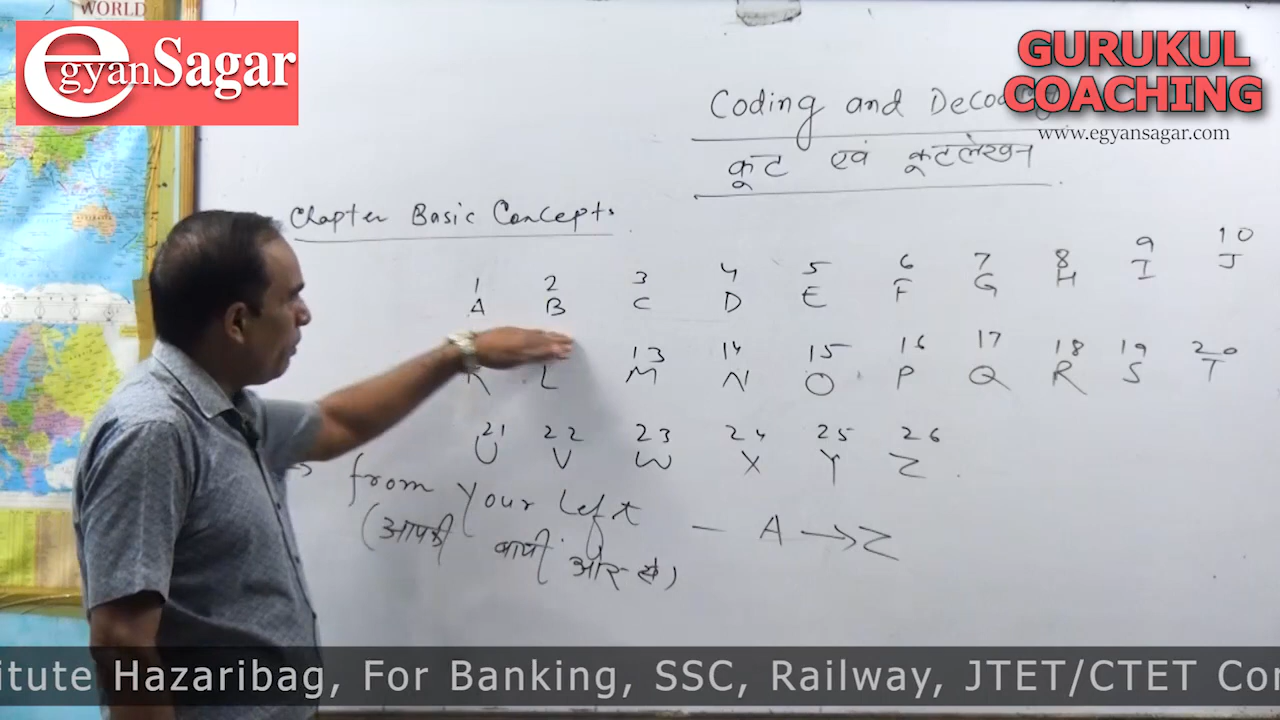 WORLD
egyanSagar
GURUKUL
COACHING
www.egyansagar.com
Coding and Decod
कूट एवं कूटलेखन
Chapter Basic Concepts
1 2 3 4 5 6 7 8 9 10
A B C D E F G H I J
13 14 15 16 17 18 19 20
K L M N O P Q R S T
21 22 23 24 25 26
U V W X Y Z
→ from Your Left
(आपकी बायी ओर से) — A → Z
itute Hazaribag, For Banking, SSC, Railway, JTET/CTET Con